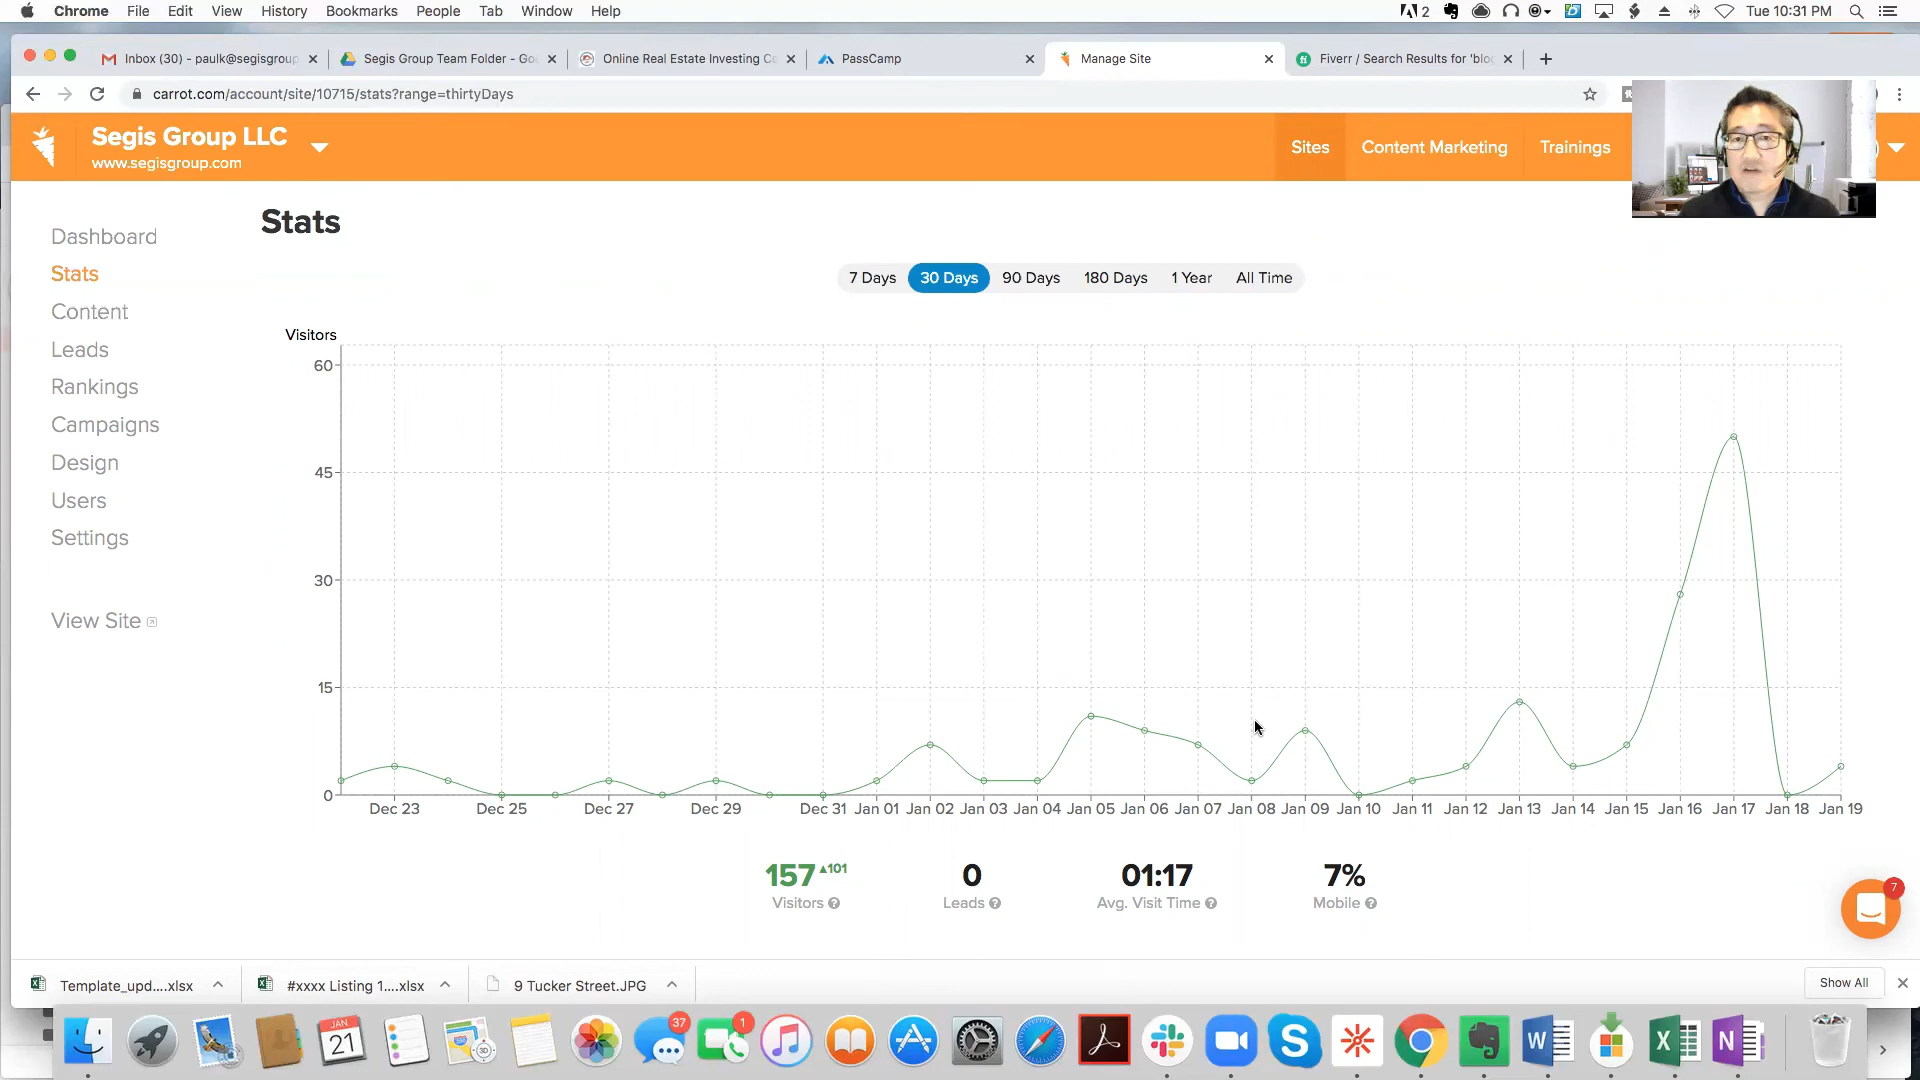 Chrome File Edit View History Bookmarks People Tab Window Help
2 Tue 10:31 PM
Inbox (30) - paulk@segisgroup
Segis Group Team Folder - Go
Online Real Estate Investing Co
PassCamp
Manage Site
Fiverr / Search Results for 'blo
carrot.com/account/site/10715/stats?range=thirtyDays
Segis Group LLC
www.segisgroup.com
Sites Content Marketing Trainings
Stats
Dashboard
Stats
Content
Leads
Rankings
Campaigns
Design
Users
Settings
View Site
7 Days 30 Days 90 Days 180 Days 1 Year All Time
Visitors
60
45
30
15
0
Dec 23 Dec 25 Dec 27 Dec 29 Dec 31 Jan 01 Jan 02 Jan 03 Jan 04 Jan 05 Jan 06 Jan 07 Jan 08 Jan 09 Jan 10 Jan 11 Jan 12 Jan 13 Jan 14 Jan 15 Jan 16 Jan 17 Jan 18 Jan 19
157 ▲101 0 01:17 7%
Visitors ? Leads ? Avg. Visit Time ? Mobile ?
7
Template_upd....xlsx #xxxx Listing 1....xlsx 9 Tucker Street.JPG Show All
JAN
21
3D
37
1
S
W
X
N